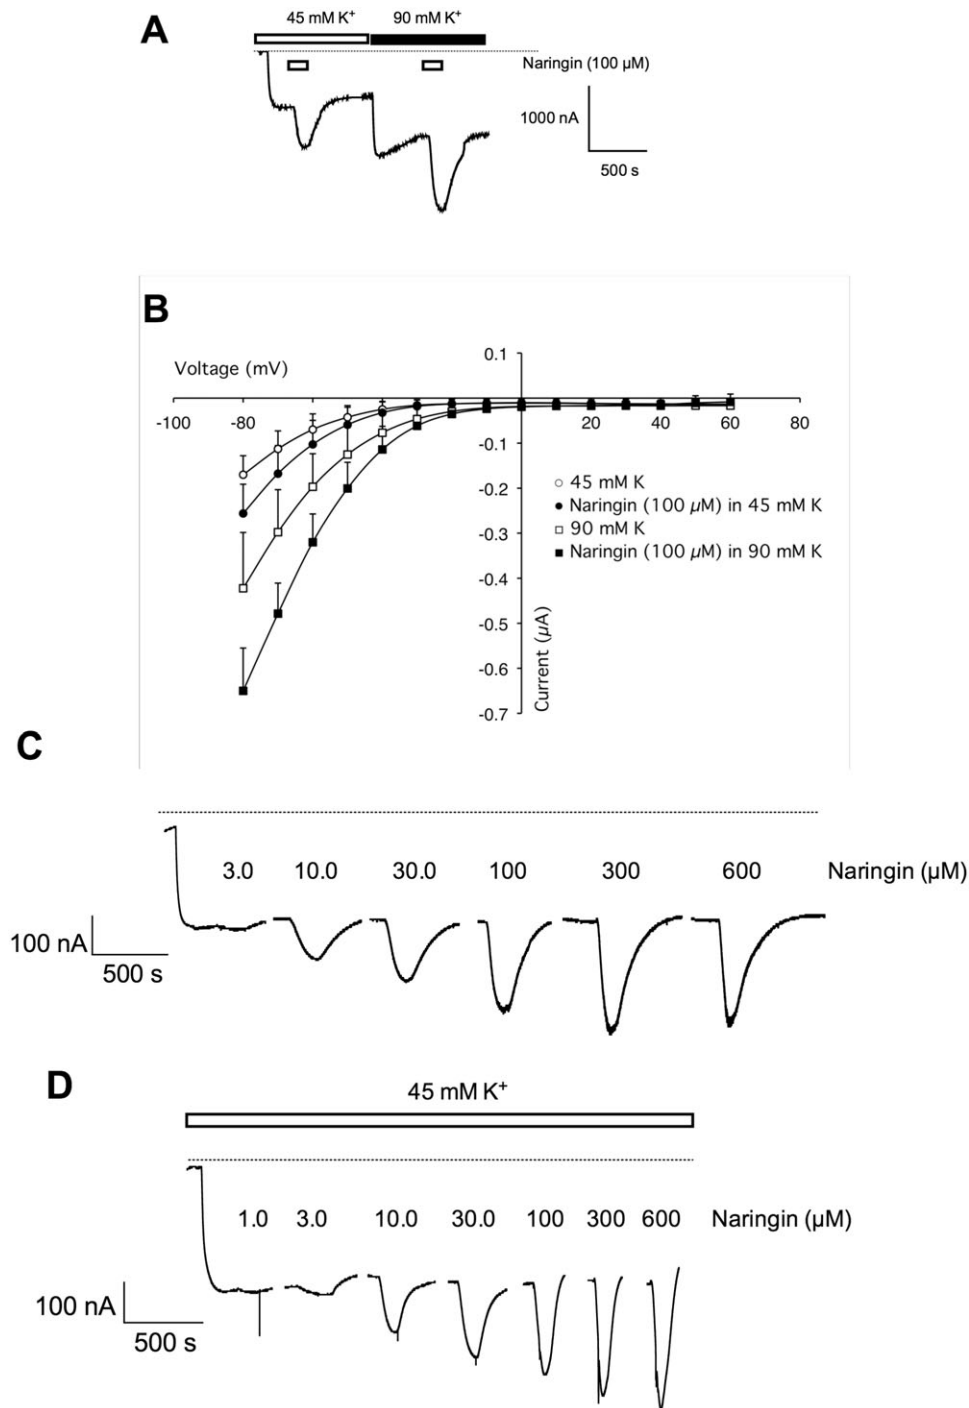 A
45 mM K⁺ 90 mM K⁺
Naringin (100 µM)
1000 nA
500 s
B
Voltage (mV)
0.1
-100 -80 -60 -40 -20 20 40 60 80
-0.1
-0.2
-0.3
-0.4
-0.5
-0.6
-0.7
Current (µA)
45 mM K
Naringin (100 µM) in 45 mM K
90 mM K
Naringin (100 µM) in 90 mM K
C
3.0 10.0 30.0 100 300 600 Naringin (µM)
100 nA
500 s
D
45 mM K⁺
1.0 3.0 10.0 30.0 100 300 600 Naringin (µM)
100 nA
500 s